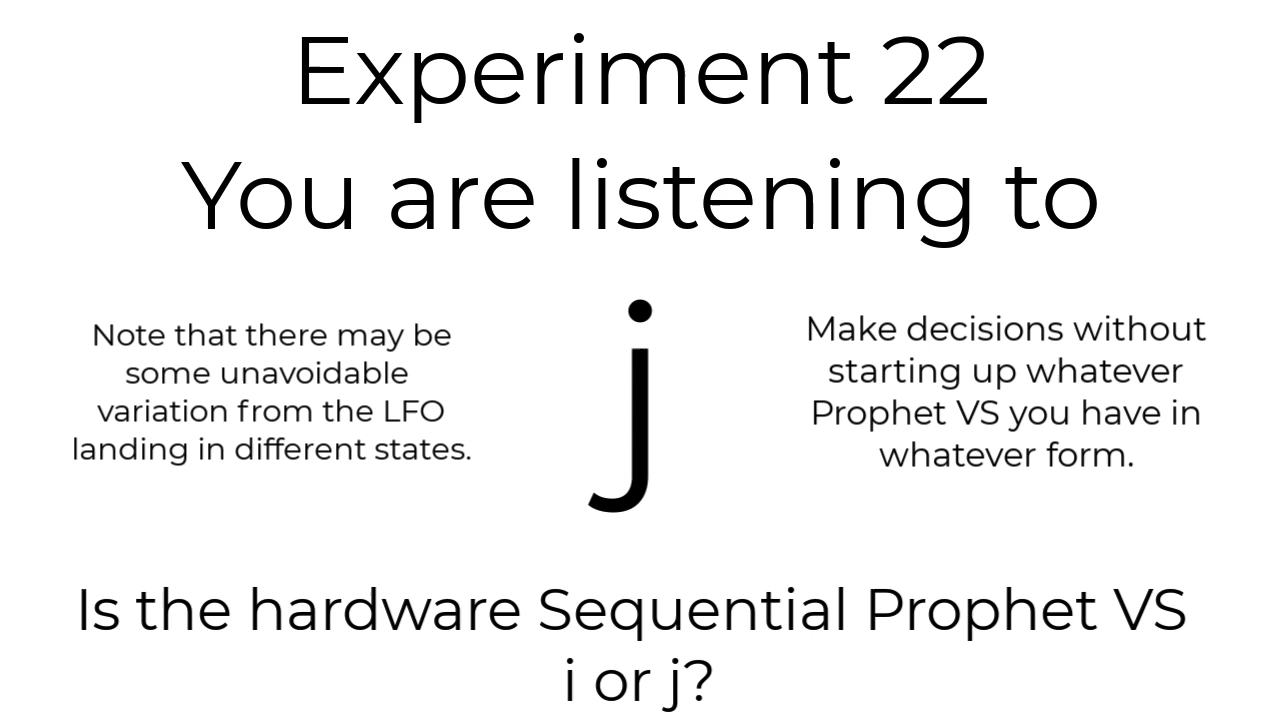 Experiment 22
You are listening to
j
Note that there may be
some unavoidable
variation from the LFO
landing in different states.
Make decisions without
starting up whatever
Prophet VS you have in
whatever form.
Is the hardware Sequential Prophet VS
i or j?